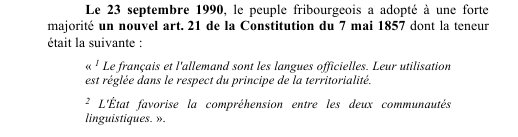 Le 23 septembre 1990, le peuple fribourgeois a adopté à une forte
majorité un nouvel art. 21 de la Constitution du 7 mai 1857 dont la teneur
était la suivante :
« 1 Le français et l'allemand sont les langues officielles. Leur utilisation
est réglée dans le respect du principe de la territorialité.
2 L'État favorise la compréhension entre les deux communautés
linguistiques. ».